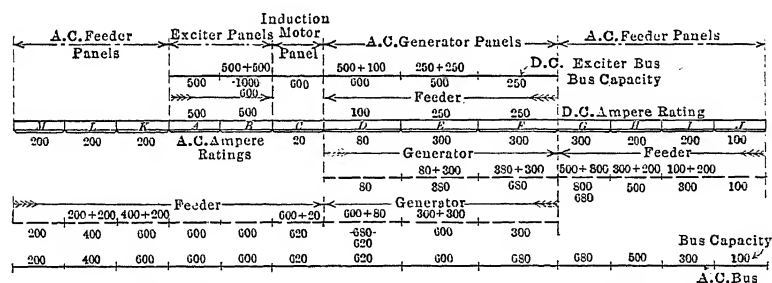 Induction
A.C.Feeder Exciter Panels Motor A.C.Generator Panels A.C.Feeder Panels
Panels Panel
500+500 500+100 250+250 D.C. Exciter Bus
500 -1000 600 600 500 250 Bus Capacity
600
Feeder
500 500 100 250 250 D.C.Ampere Rating
M L K A B C D E F G H I J
200 200 200 A.C.Ampere 20 80 300 300 300 200 200 100
Ratings
Generator Feeder
80+300 380+300 500+800 300+200 100+200
80 380 680 800 500 300 100
680
Feeder Generator
200+200 400+200 600+20 600+80 300+300
200 400 600 600 600 620 -680- 600 300
620
Bus Capacity
200 400 600 600 600 620 620 600 680 680 500 300 100
A.C.Bus